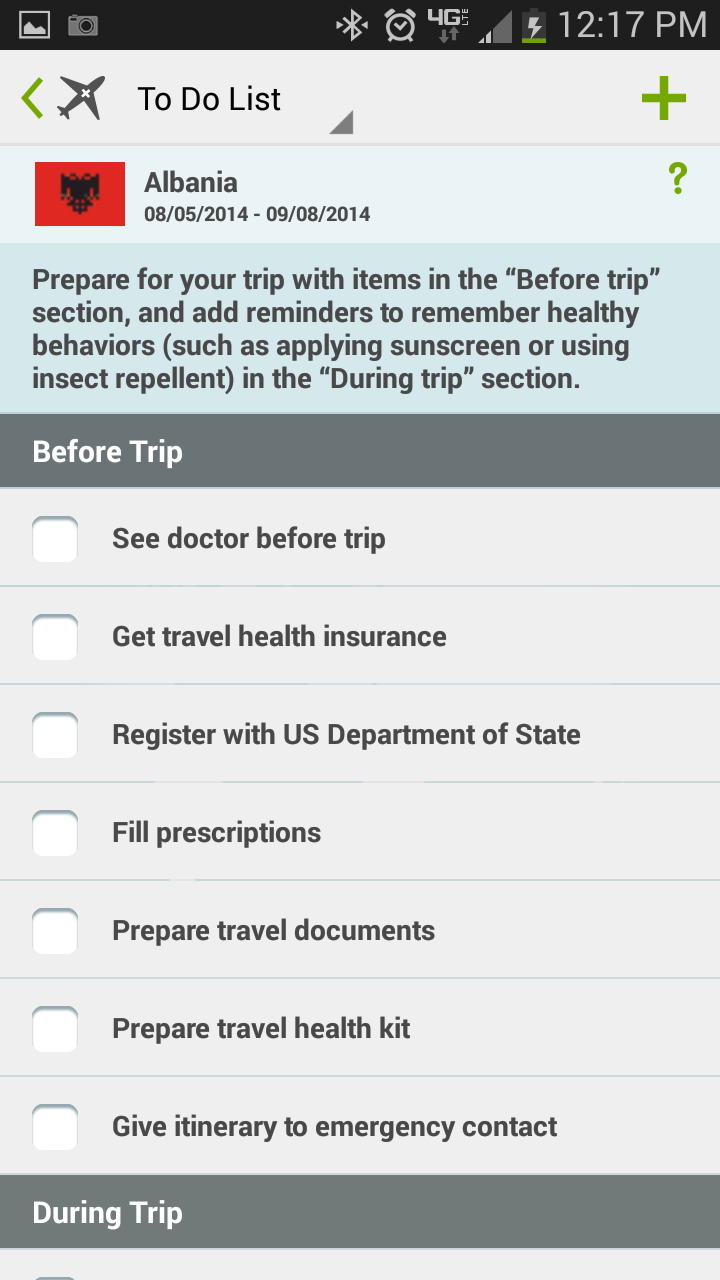 4G LTE 12:17 PM
To Do List
Albania
?
08/05/2014 - 09/08/2014
Prepare for your trip with items in the “Before trip”
section, and add reminders to remember healthy
behaviors (such as applying sunscreen or using
insect repellent) in the “During trip” section.
Before Trip
See doctor before trip
Get travel health insurance
Register with US Department of State
Fill prescriptions
Prepare travel documents
Prepare travel health kit
Give itinerary to emergency contact
During Trip